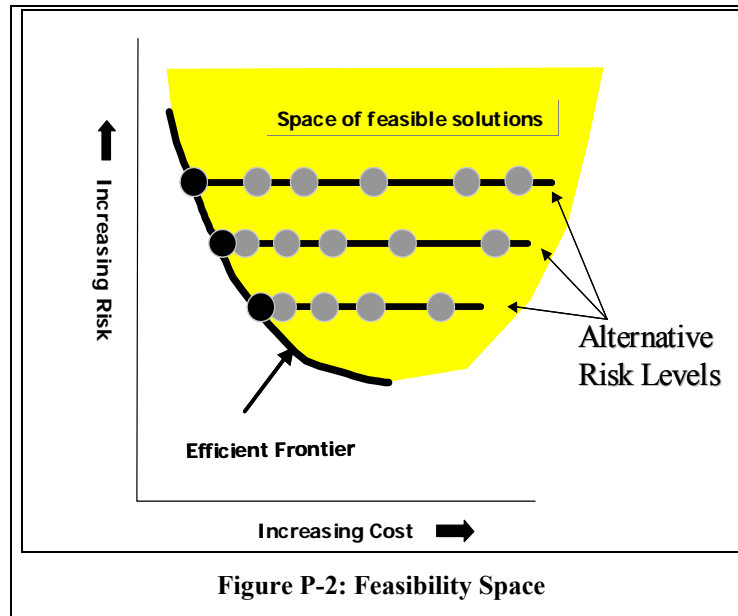 Space of feasible solutions
Increasing Risk
Alternative
Risk Levels
Efficient Frontier
Increasing Cost
Figure P-2: Feasibility Space